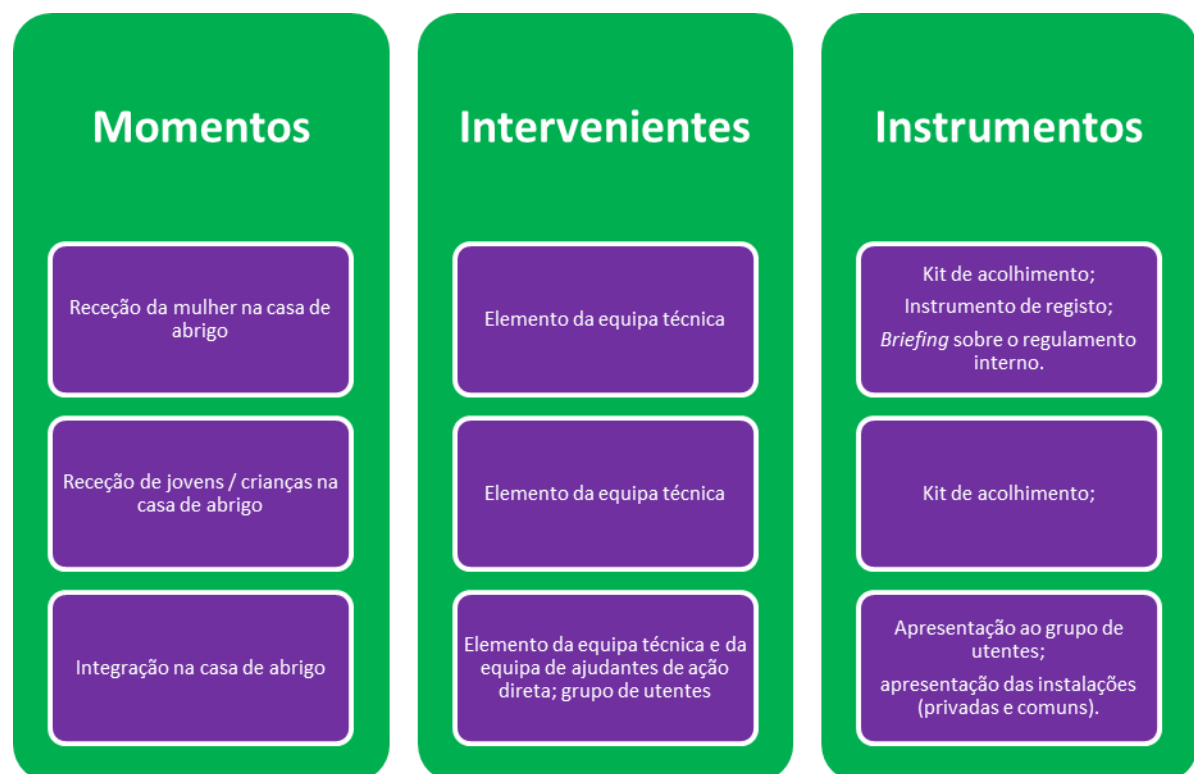 Momentos
Receção da mulher na casa de
abrigo
Receção de jovens / crianças na
casa de abrigo
Integração na casa de abrigo
Intervenientes
Elemento da equipa técnica
Elemento da equipa técnica
Elemento da equipa técnica e da
equipa de ajudantes de ação
direta; grupo de utentes
Instrumentos
Kit de acolhimento;
Instrumento de registo;
Briefing sobre o regulamento
interno.
Kit de acolhimento;
Apresentação ao grupo de
utentes;
apresentação das instalações
(privadas e comuns).